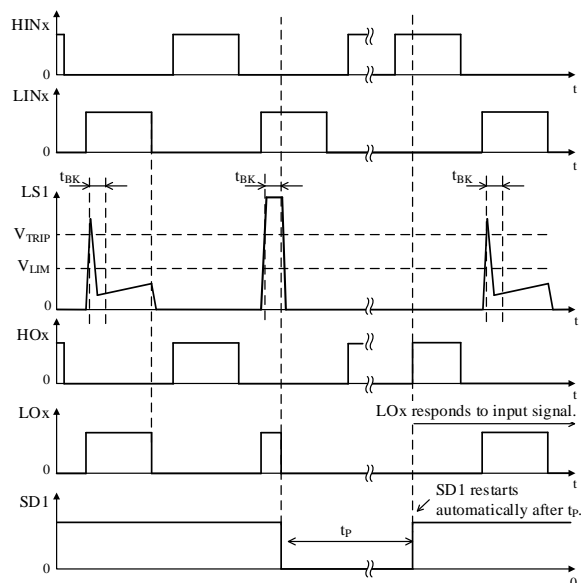 HINx
0
t
LINx
0
t
tBK
tBK
tBK
LS1
VTRIP
VLIM
0
t
HOx
0
t
LOx responds to input signal.
LOx
0
SD1
SD1 restarts
automatically after tP.
tP
0
0